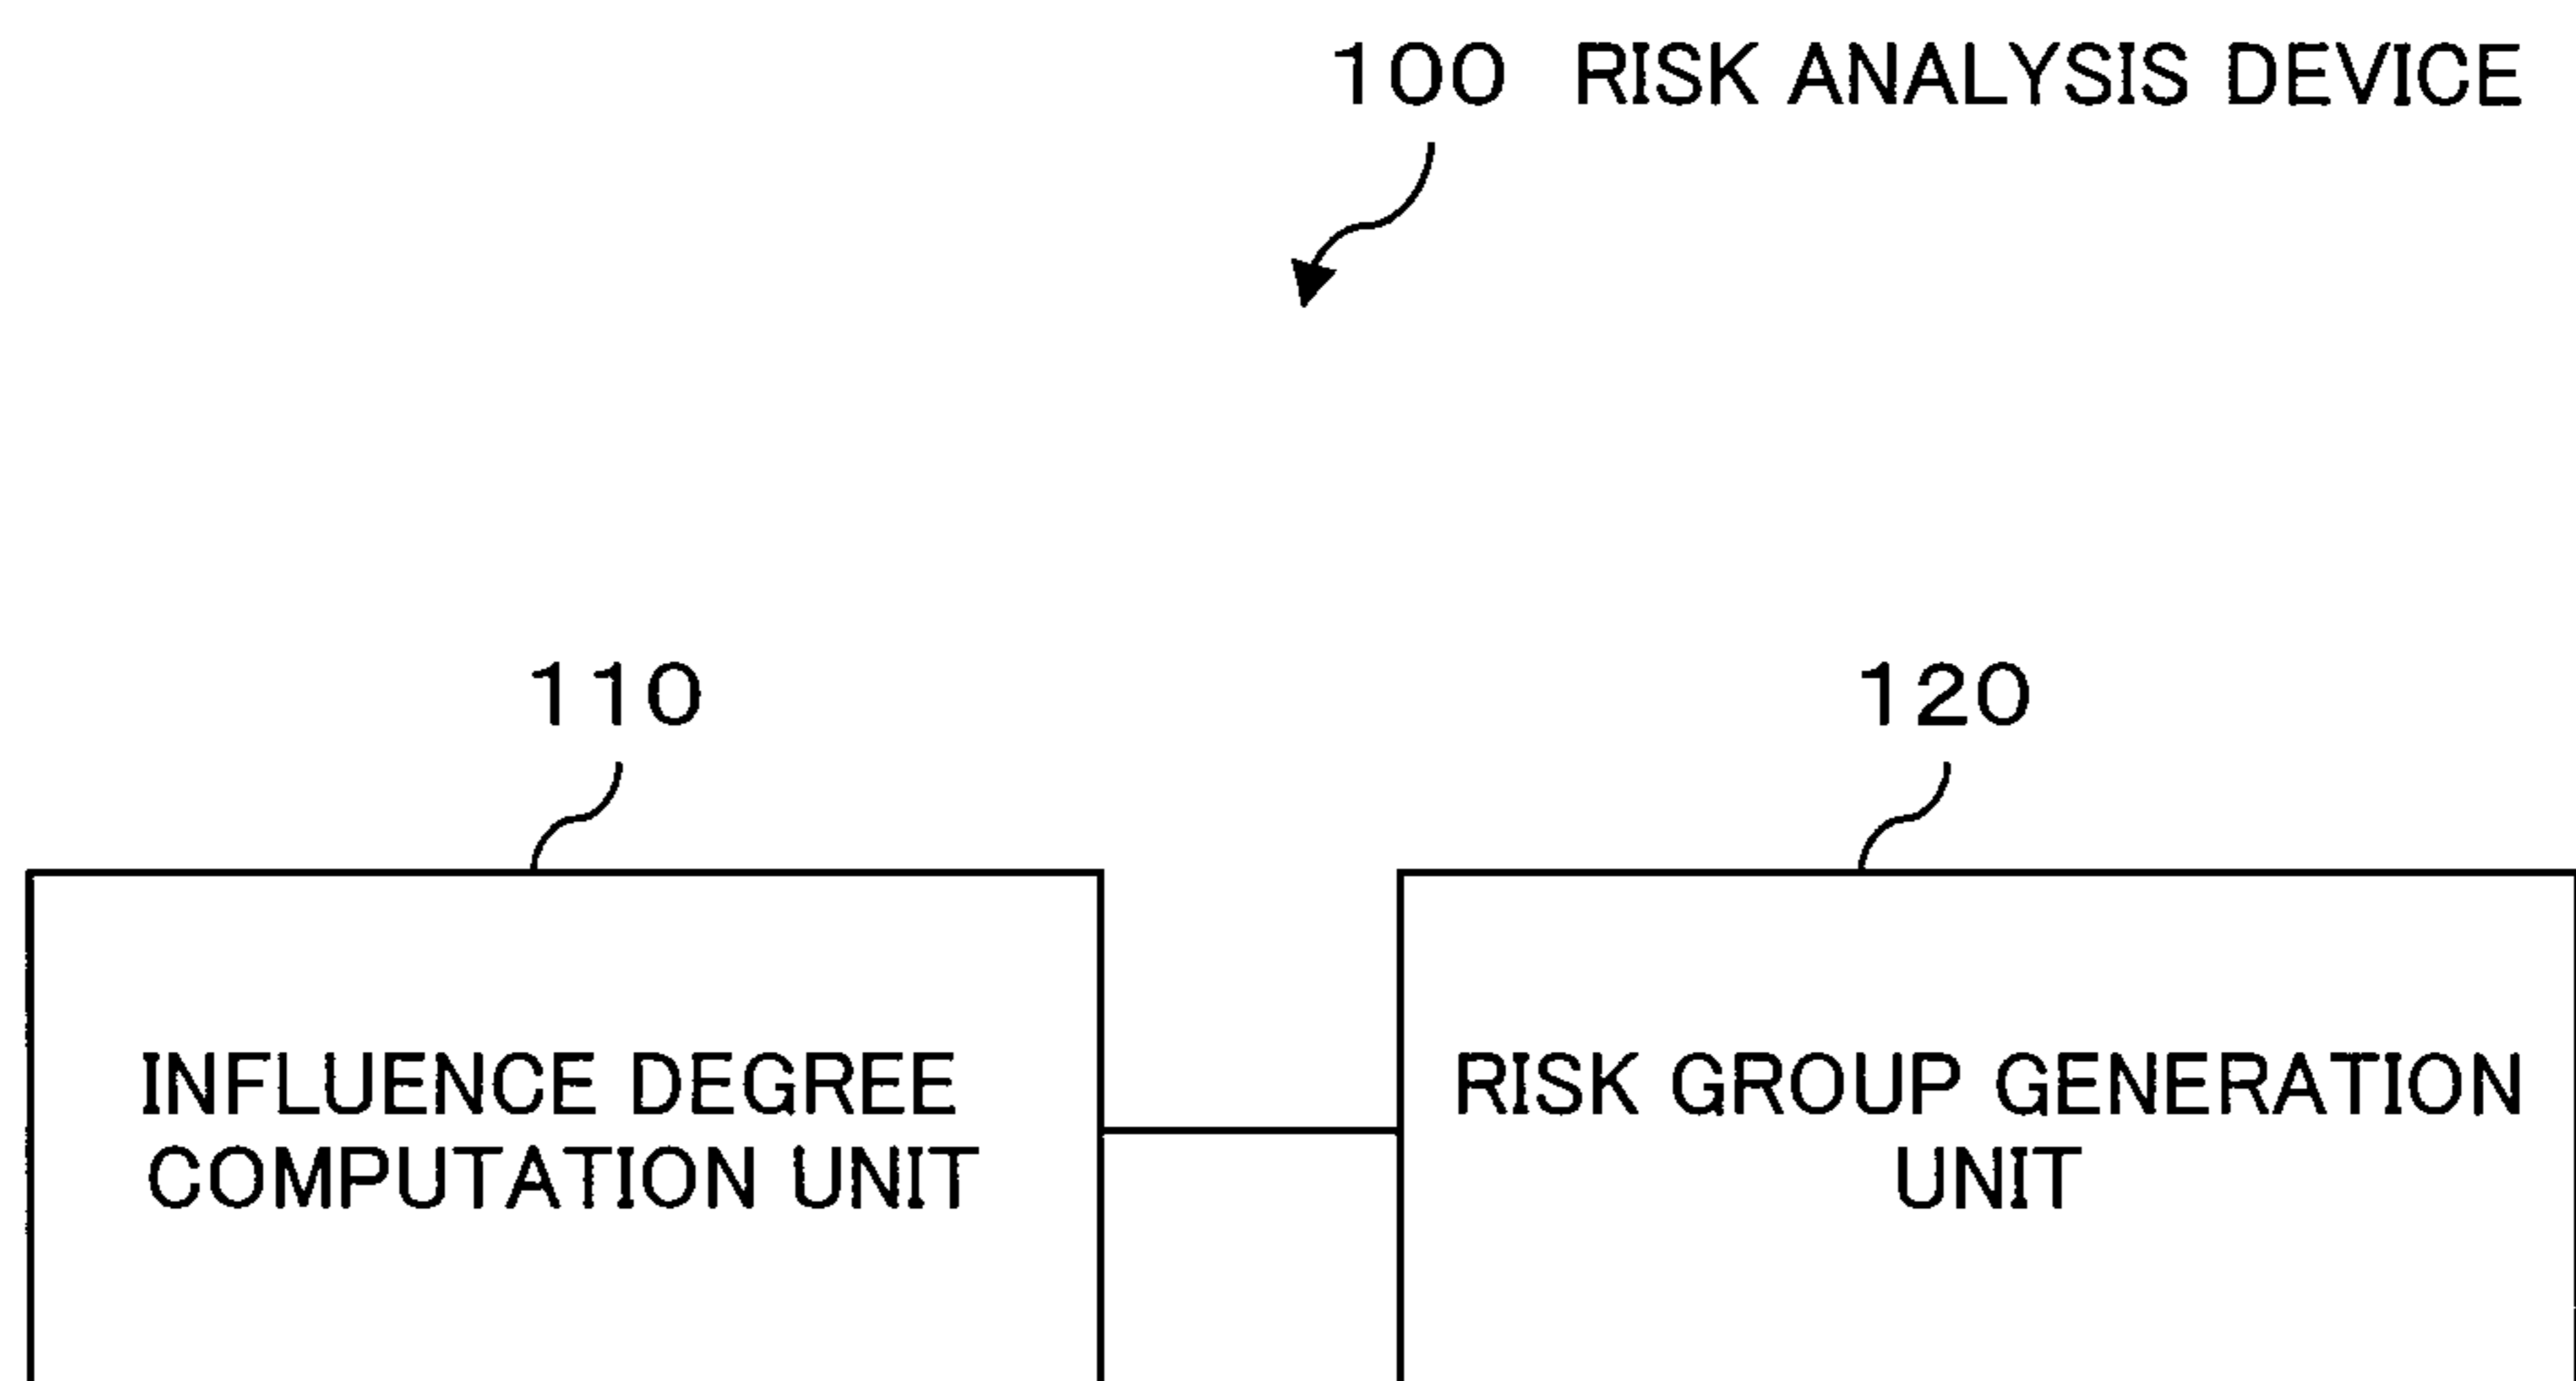 100 RISK ANALYSIS DEVICE
110
120
INFLUENCE DEGREE
COMPUTATION UNIT
RISK GROUP GENERATION
UNIT